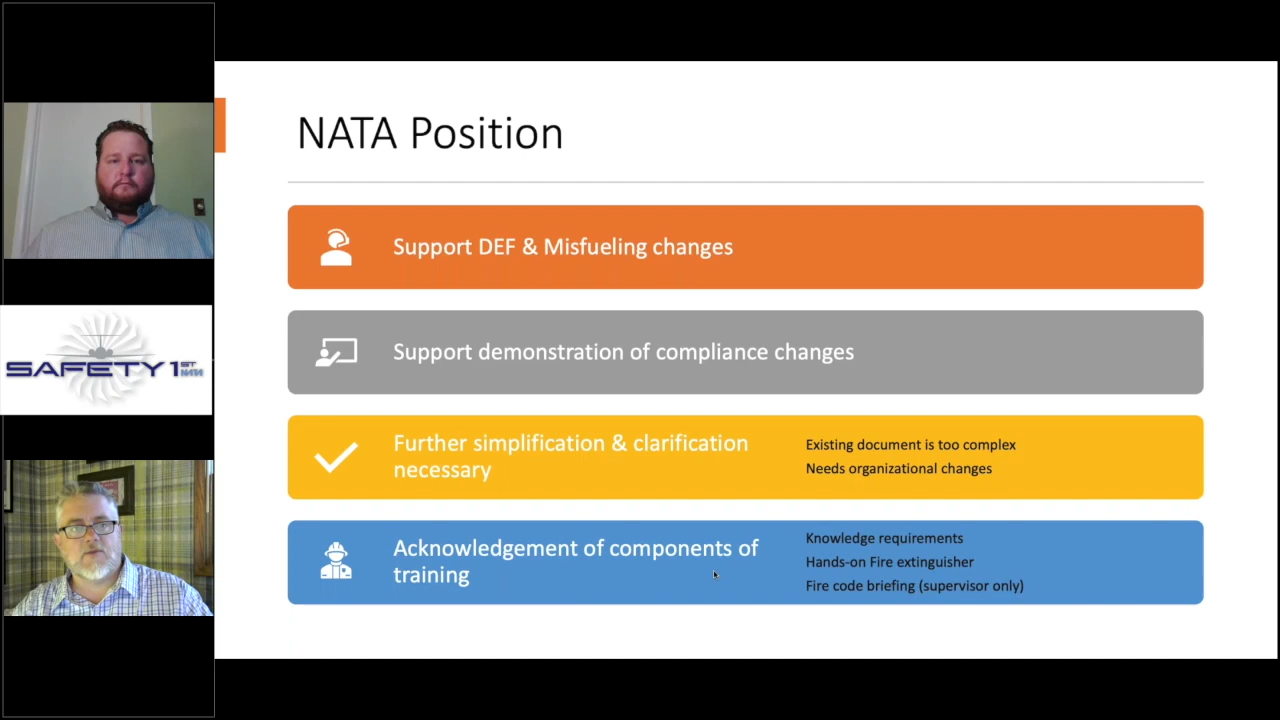 NATA Position
Support DEF & Misfueling changes
Support demonstration of compliance changes
Further simplification & clarification
necessary
Existing document is too complex
Needs organizational changes
Acknowledgement of components of
training
Knowledge requirements
Hands-on Fire extinguisher
Fire code briefing (supervisor only)
SAFETY 1ST
NATA